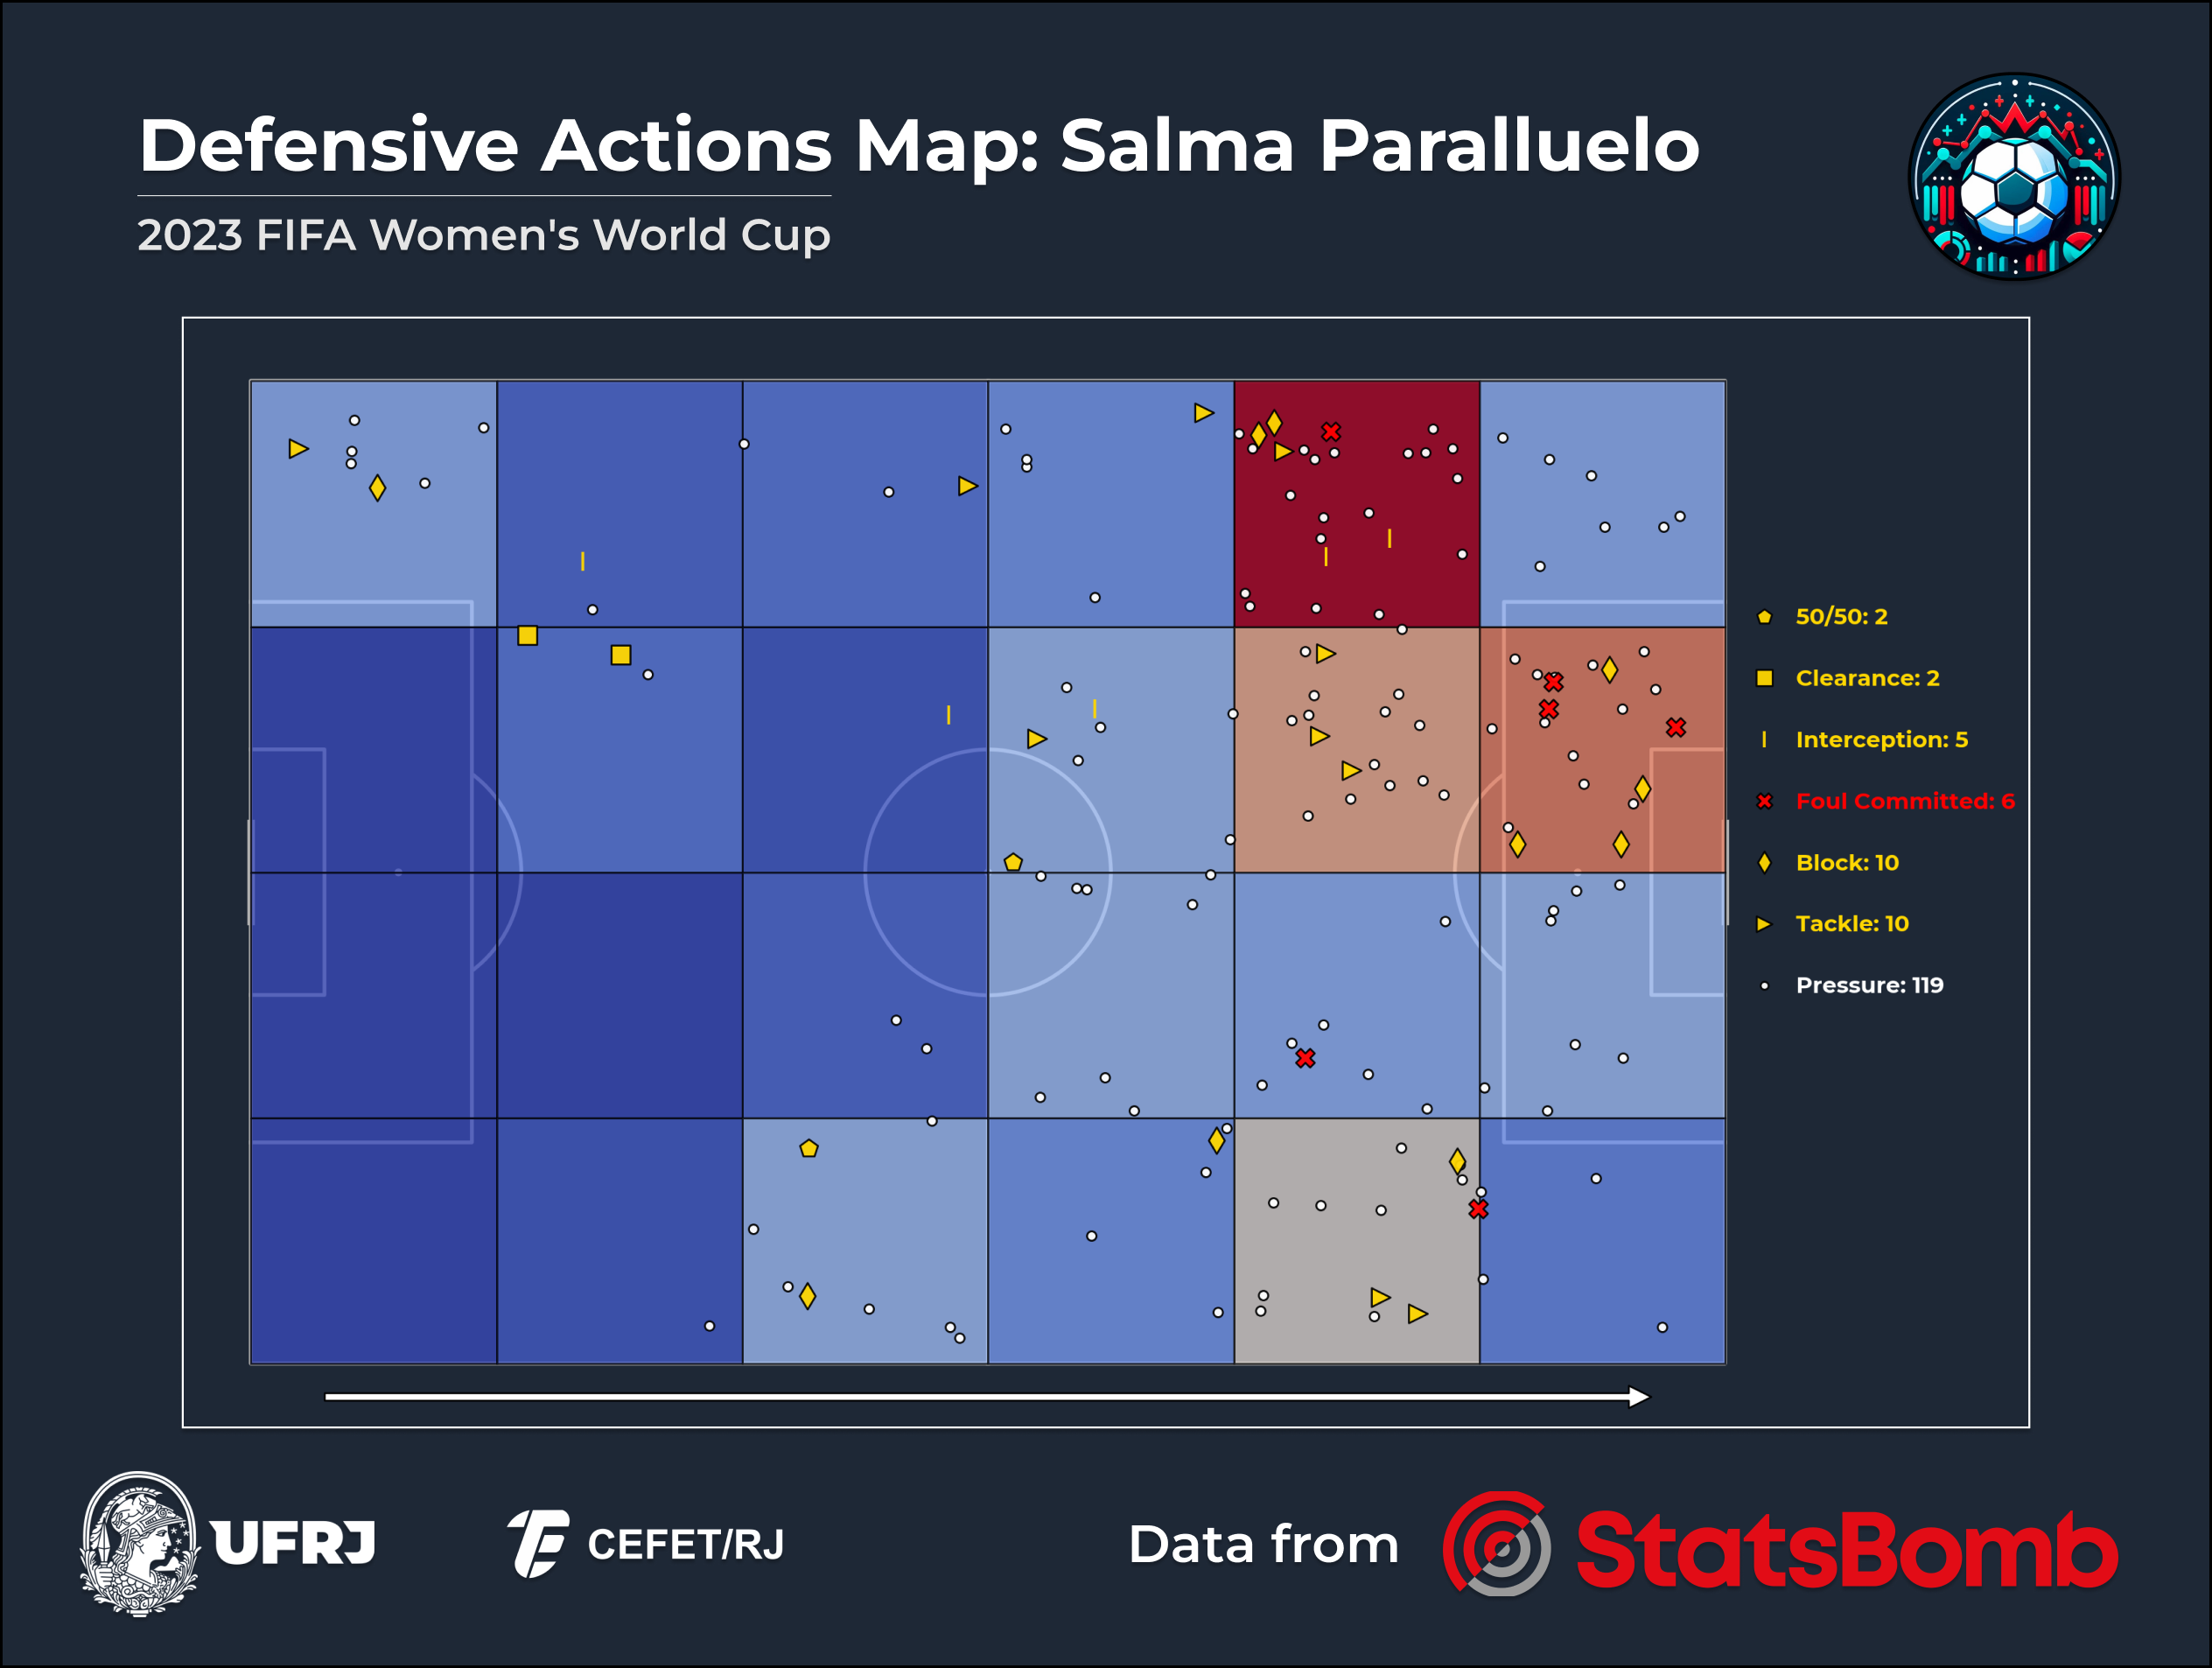 Defensive Actions Map: Salma Paralluelo
2023 FIFA Women's World Cup
50/50: 2
Clearance: 2
Interception: 5
Foul Committed: 6
Block: 10
Tackle: 10
Pressure: 119
UFRJ
CEFET/RJ
Data from
StatsBomb